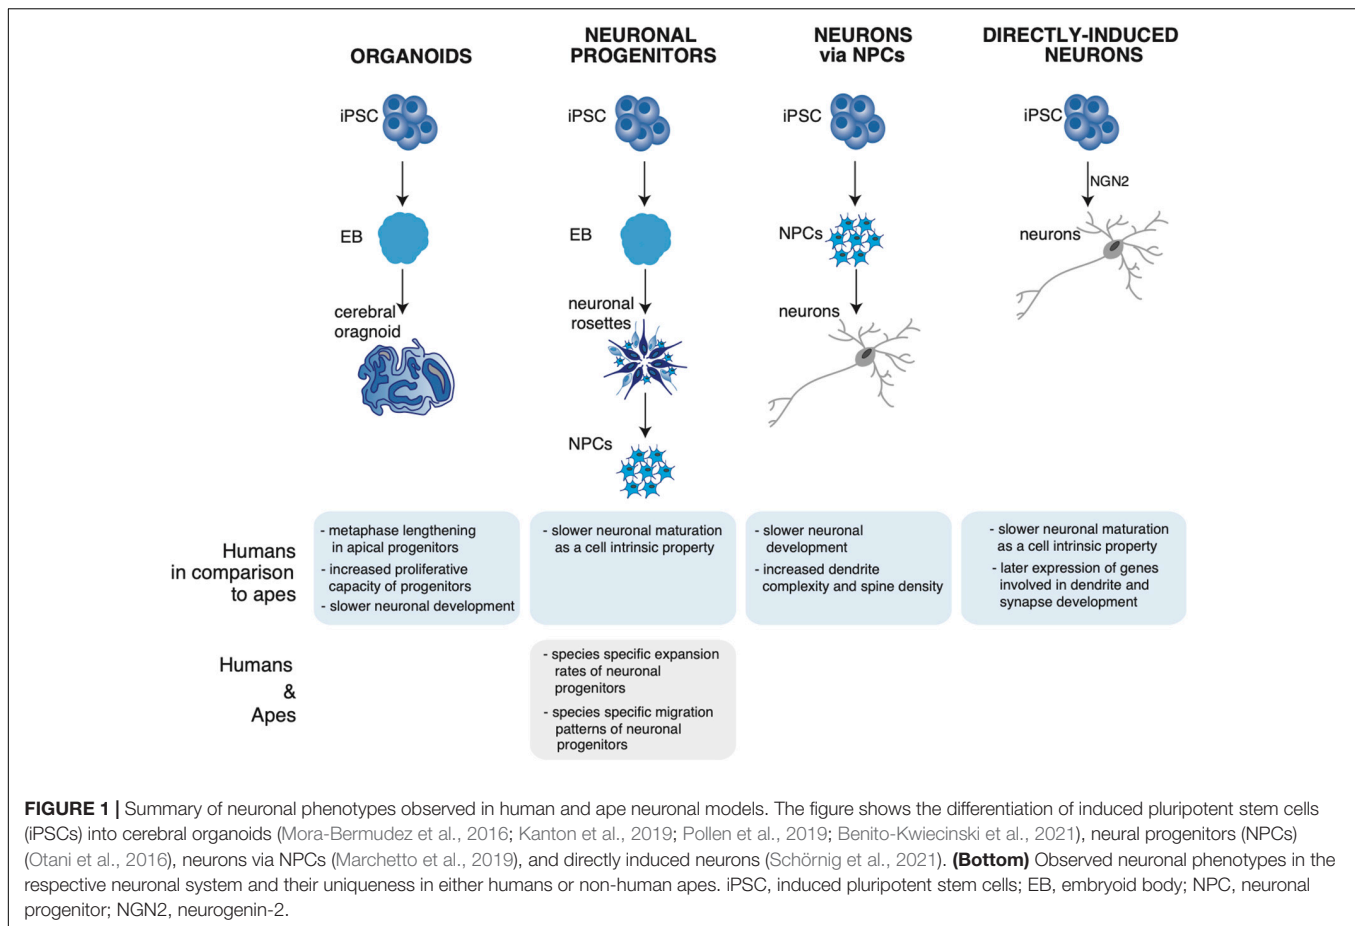 ORGANOIDS
NEURONAL
PROGENITORS
NEURONS
via NPCs
DIRECTLY-INDUCED
NEURONS
iPSC
EB
cerebral
oragnoid
iPSC
EB
neuronal
rosettes
NPCs
iPSC
NPCs
neurons
iPSC
NGN2
neurons
Humans
in comparison
to apes
- metaphase lengthening
in apical progenitors
- increased proliferative
capacity of progenitors
- slower neuronal development
- slower neuronal maturation
as a cell intrinsic property
- slower neuronal
development
- increased dendrite
complexity and spine density
- slower neuronal maturation
as a cell intrinsic property
- later expression of genes
involved in dendrite and
synapse development
Humans
&
Apes
- species specific expansion
rates of neuronal
progenitors
- species specific migration
patterns of neuronal
progenitors
FIGURE 1 | Summary of neuronal phenotypes observed in human and ape neuronal models. The figure shows the differentiation of induced pluripotent stem cells
(iPSCs) into cerebral organoids (Mora-Bermudez et al., 2016; Kanton et al., 2019; Pollen et al., 2019; Benito-Kwiecinski et al., 2021), neural progenitors (NPCs)
(Otani et al., 2016), neurons via NPCs (Marchetto et al., 2019), and directly induced neurons (Schörnig et al., 2021). (Bottom) Observed neuronal phenotypes in the
respective neuronal system and their uniqueness in either humans or non-human apes. iPSC, induced pluripotent stem cells; EB, embryoid body; NPC, neuronal
progenitor; NGN2, neurogenin-2.